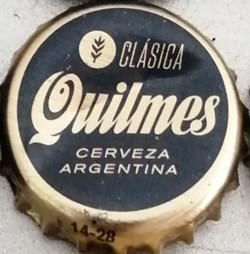 CLÁSICA
Quilmes
CERVEZA
ARGENTINA
14-28